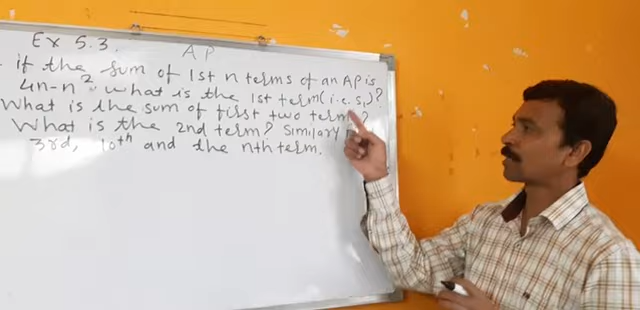 Ex 5.3. AP
if the sum of 1st n terms of an AP is
4n-n². what is the 1st term (i.e. S₁)?
What is the sum of first two terms?
What is the 2nd term? Similary
3rd, 10th and the nth term.